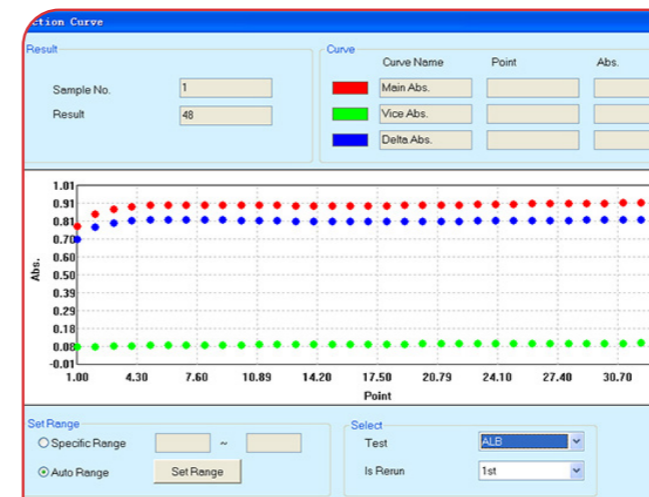 ction Curve
Result
Sample No. 1
Result 48
Curve
Curve Name Point Abs.
Main Abs.
Vice Abs.
Delta Abs.
1.01
0.91
0.81
0.70
0.60
0.50
0.39
0.29
0.18
0.08
-0.01
Abs.
1.00 4.30 7.60 10.89 14.20 17.50 20.79 24.10 27.40 30.70
Point
Set Range
Specific Range ~
Auto Range Set Range
Select
Test ALB
Is Rerun 1st